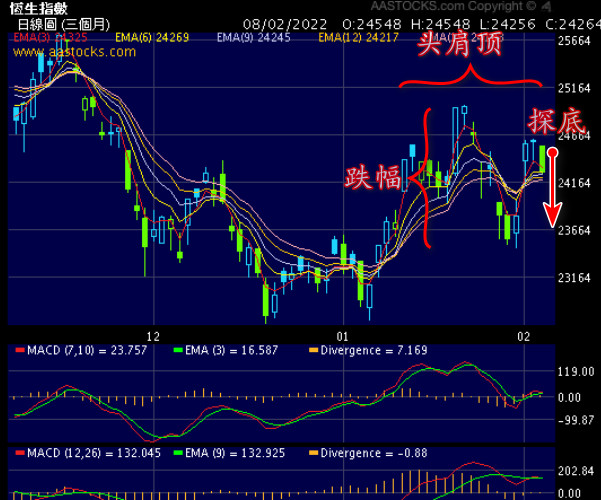 恆生指數 AASTOCKS.com Copyright ©
日線圖 (三個月) 08/02/2022 O:24548 H:24548 L:24256 C:24264
EMA(3) 24325 EMA(6) 24269 EMA(9) 24245 EMA(12) 24217
www.aastocks.com
头肩顶
探底
跌幅
25664
25164
24664
24164
23664
23164
12 01 02
MACD (7,10) = 23.757 EMA (3) = 16.587 Divergence = 7.169
119.00
0.00
-99.87
MACD (12,26) = 132.045 EMA (9) = 132.925 Divergence = -0.88
202.84
0.00